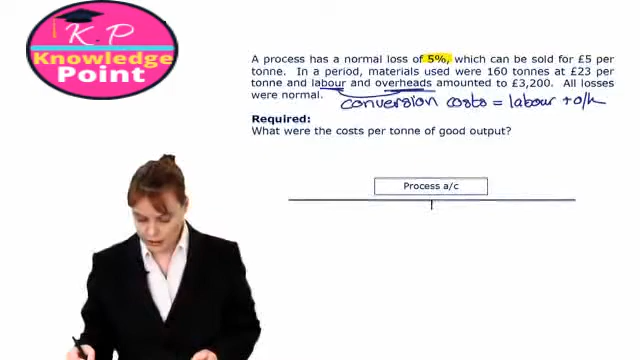 K.P
Knowledge
Point
A process has a normal loss of 5%, which can be sold for £5 per
tonne. In a period, materials used were 160 tonnes at £23 per
tonne and labour and overheads amounted to £3,200. All losses
were normal. conversion costs = labour + o/h
Required:
What were the costs per tonne of good output?
Process a/c